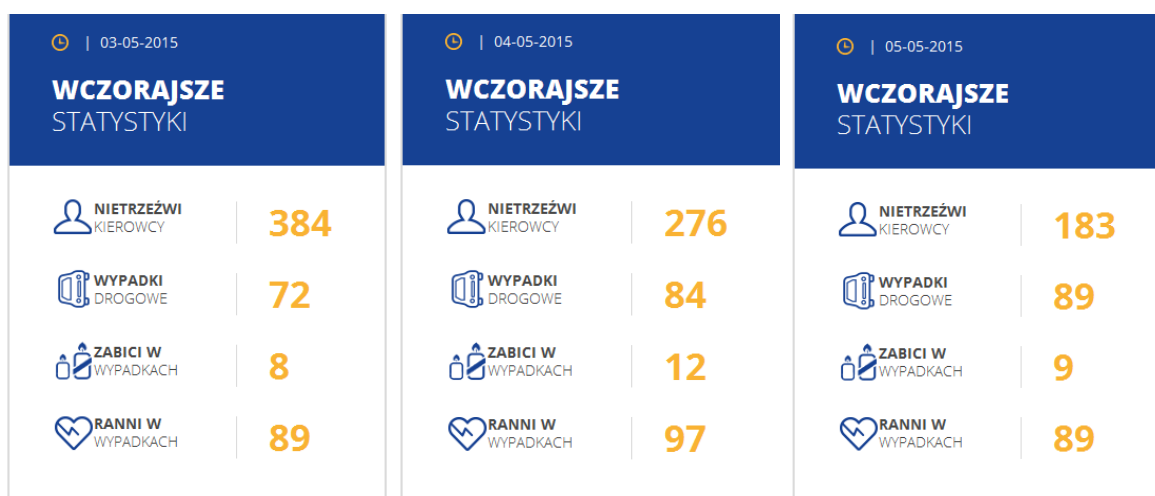 | 03-05-2015
WCZORAJSZE
STATYSTYKI
NIETRZEŹWI
KIEROWCY
384
WYPADKI
DROGOWE
72
ZABICI W
WYPADKACH
8
RANNI W
WYPADKACH
89
| 04-05-2015
WCZORAJSZE
STATYSTYKI
NIETRZEŹWI
KIEROWCY
276
WYPADKI
DROGOWE
84
ZABICI W
WYPADKACH
12
RANNI W
WYPADKACH
97
| 05-05-2015
WCZORAJSZE
STATYSTYKI
NIETRZEŹWI
KIEROWCY
183
WYPADKI
DROGOWE
89
ZABICI W
WYPADKACH
9
RANNI W
WYPADKACH
89